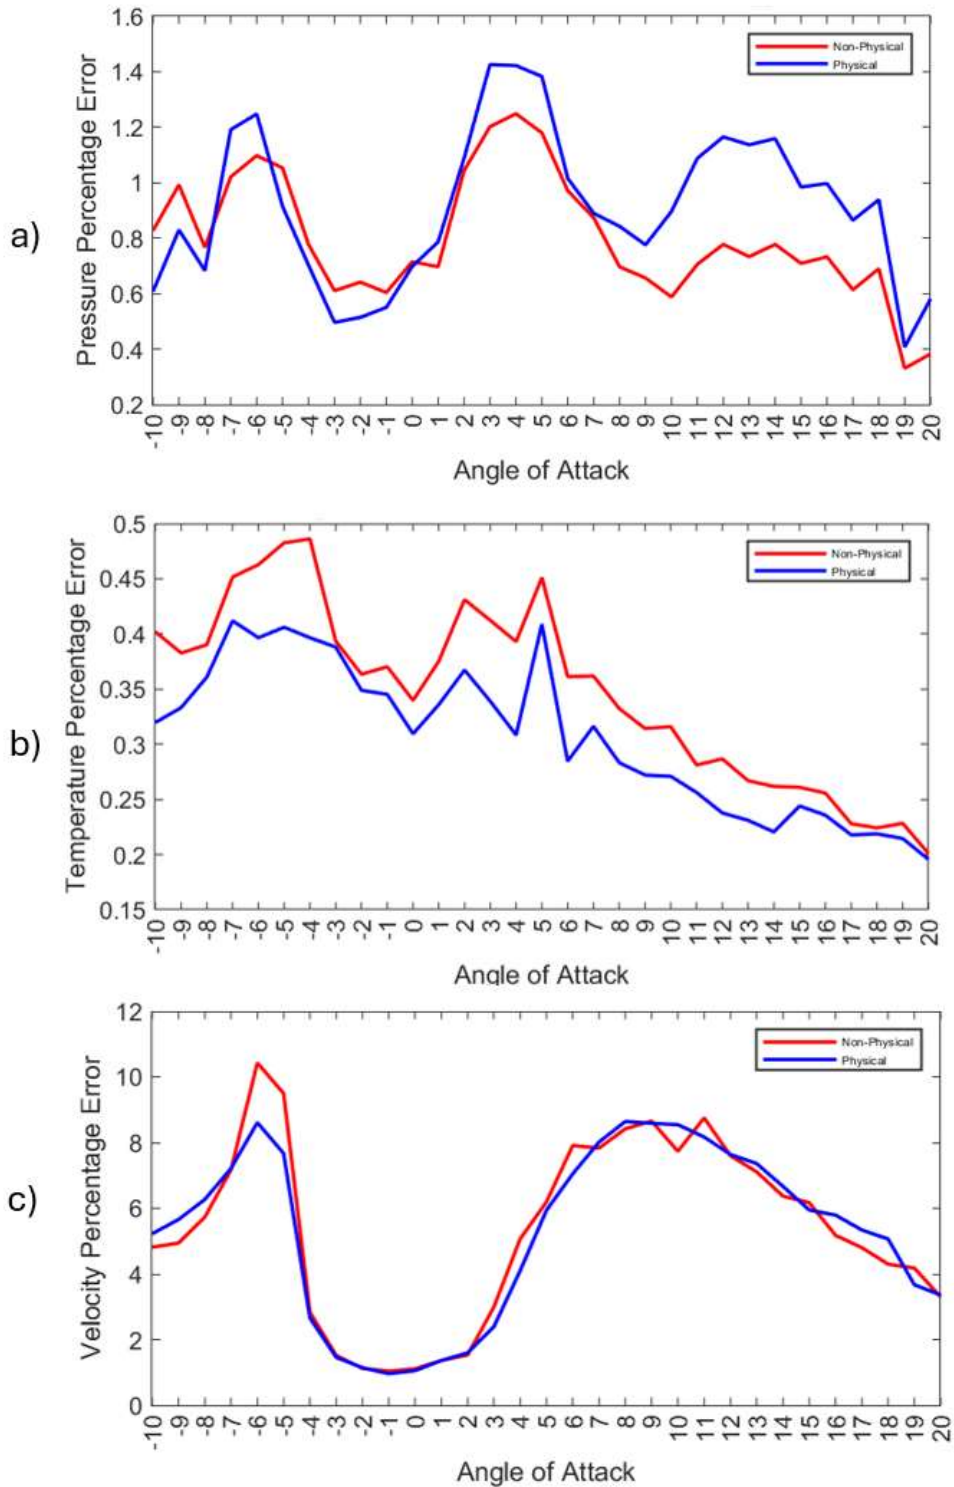 a)
Pressure Percentage Error
1.6
1.4
1.2
1
0.8
0.6
0.4
0.2
Non-Physical
Physical
-10 -9 -8 -7 -6 -5 -4 -3 -2 -1 0 1 2 3 4 5 6 7 8 9 10 11 12 13 14 15 16 17 18 19 20
Angle of Attack
b)
Temperature Percentage Error
0.5
0.45
0.4
0.35
0.3
0.25
0.2
0.15
Non-Physical
Physical
-10 -9 -8 -7 -6 -5 -4 -3 -2 -1 0 1 2 3 4 5 6 7 8 9 10 11 12 13 14 15 16 17 18 19 20
Angle of Attack
c)
Velocity Percentage Error
12
10
8
6
4
2
0
Non-Physical
Physical
-10 -9 -8 -7 -6 -5 -4 -3 -2 -1 0 1 2 3 4 5 6 7 8 9 10 11 12 13 14 15 16 17 18 19 20
Angle of Attack